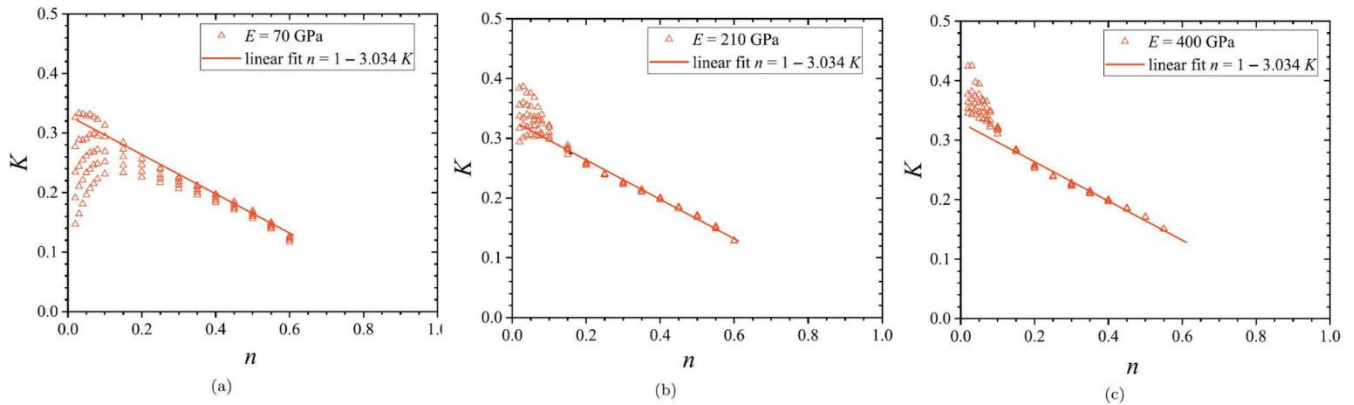 0.5
0.4
0.3
0.2
0.1
0.0
K
E = 70 GPa
linear fit n = 1 – 3.034 K
0.0 0.2 0.4 0.6 0.8 1.0
n
(a)
0.5
0.4
0.3
0.2
0.1
0.0
K
E = 210 GPa
linear fit n = 1 – 3.034 K
0.0 0.2 0.4 0.6 0.8 1.0
n
(b)
0.5
0.4
0.3
0.2
0.1
0.0
K
E = 400 GPa
linear fit n = 1 – 3.034 K
0.0 0.2 0.4 0.6 0.8 1.0
n
(c)